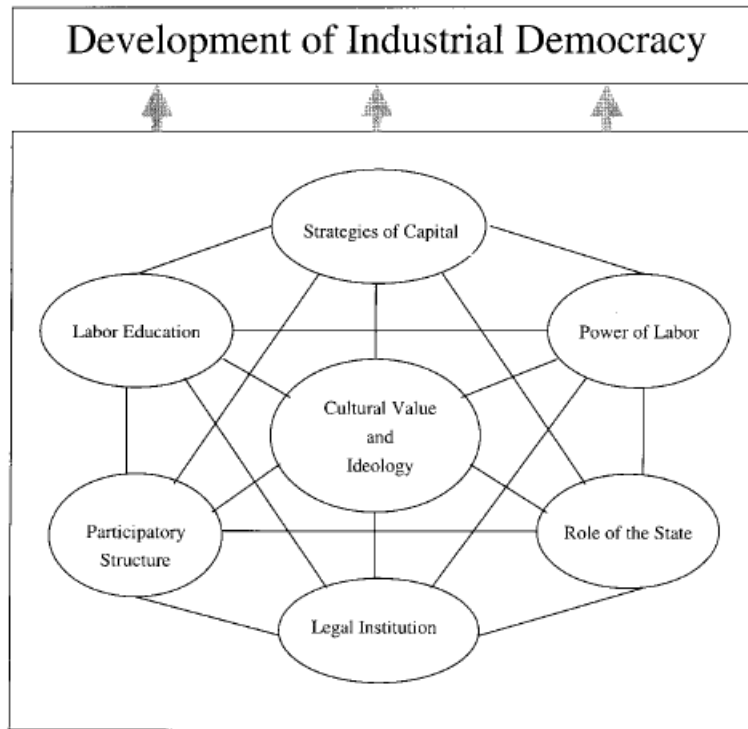 Development of Industrial Democracy
Strategies of Capital
Labor Education
Power of Labor
Cultural Value
and
Ideology
Participatory
Structure
Role of the State
Legal Institution